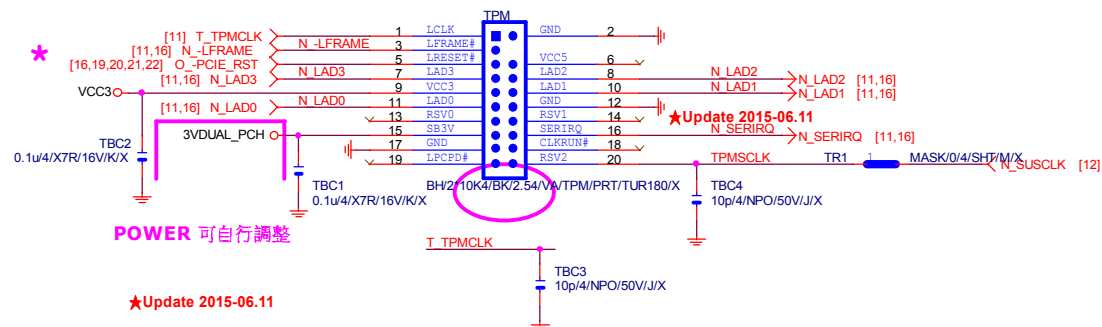 TPM
[11] T_TPMCLK 1 LCLK GND 2
[11,16] N_-LFRAME N_-LFRAME 3 LFRAME#
[16,19,20,21,22] O_-PCIE_RST 5 LRESET# VCC5 6
[11,16] N_LAD3 N_LAD3 7 LAD3 LAD2 8 N_LAD2 N_LAD2 [11,16]
VCC3 9 VCC3 LAD1 10 N_LAD1 N_LAD1 [11,16]
[11,16] N_LAD0 N_LAD0 11 LAD0 GND 12
13 RSV0 RSV1 14 ★Update 2015-06.11
3VDUAL_PCH 15 SB3V SERIRQ 16 N_SERIRQ N_SERIRQ [11,16]
17 GND CLKRUN# 18
19 LPCPD# RSV2 20 TPMSCLK TR1 1 MASK/0/4/SHT/M/X N_SUSCLK [12]
TBC2
0.1u/4/X7R/16V/K/X
TBC1
0.1u/4/X7R/16V/K/X
BH/2*10K4/BK/2.54/VA/TPM/PRT/TUR180/X
TBC4
10p/4/NPO/50V/J/X
POWER 可自行調整
T_TPMCLK
TBC3
10p/4/NPO/50V/J/X
★Update 2015-06.11